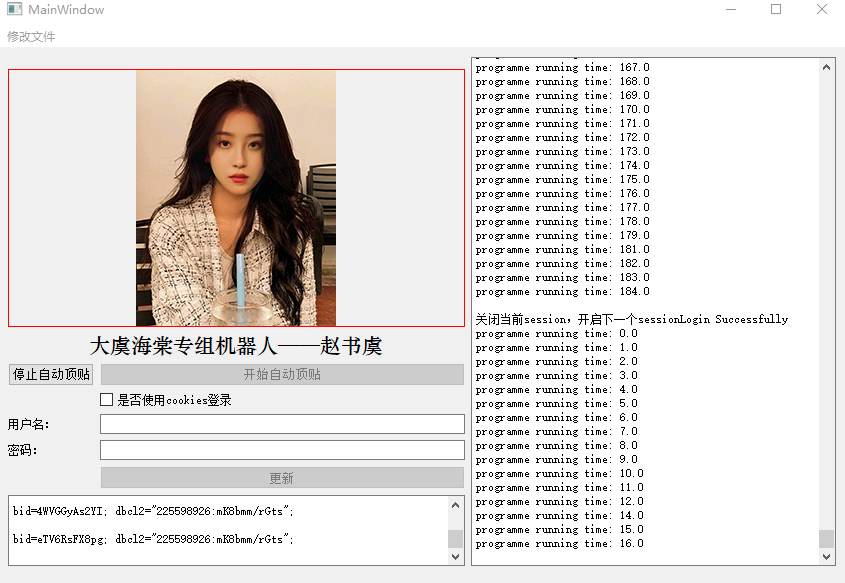 MainWindow
修改文件
大虞海棠专组机器人——赵书虞
停止自动顶贴
开始自动顶贴
是否使用cookies登录
用户名:
密码:
更新
bid=4WVGGyAs2YI; dbcl2="225598926:mK8bmm/rGts";
bid=eTV6RsFX8pg; dbcl2="225598926:mK8bmm/rGts";
programme running time: 167.0
programme running time: 168.0
programme running time: 169.0
programme running time: 170.0
programme running time: 171.0
programme running time: 172.0
programme running time: 173.0
programme running time: 174.0
programme running time: 175.0
programme running time: 176.0
programme running time: 177.0
programme running time: 178.0
programme running time: 179.0
programme running time: 181.0
programme running time: 182.0
programme running time: 183.0
programme running time: 184.0
关闭当前session，开启下一个sessionLogin Successfully
programme running time: 0.0
programme running time: 1.0
programme running time: 2.0
programme running time: 3.0
programme running time: 4.0
programme running time: 5.0
programme running time: 6.0
programme running time: 7.0
programme running time: 8.0
programme running time: 9.0
programme running time: 10.0
programme running time: 11.0
programme running time: 12.0
programme running time: 14.0
programme running time: 15.0
programme running time: 16.0